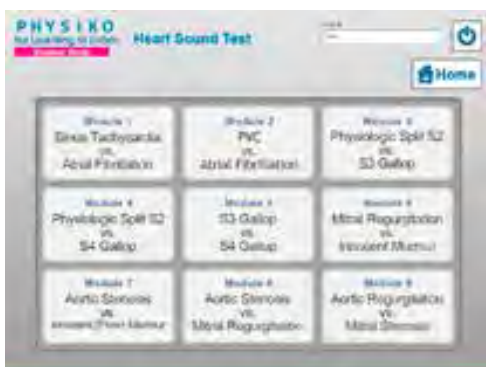 PHYSIKO
Heart Sound Test
Home
Module 1
Sinus Tachycardia
vs.
Atrial Fibrillation
Module 2
PVC
vs.
Atrial Fibrillation
Module 3
Physiologic Split S2
vs.
S3 Gallop
Module 4
Physiologic Split S2
vs.
S4 Gallop
Module 5
S3 Gallop
vs.
S4 Gallop
Module 6
Mitral Regurgitation
vs.
Innocent Murmur
Module 7
Aortic Stenosis
vs.
Innocent Murmur
Module 8
Aortic Stenosis
vs.
Mitral Regurgitation
Module 9
Aortic Regurgitation
vs.
Mitral Stenosis